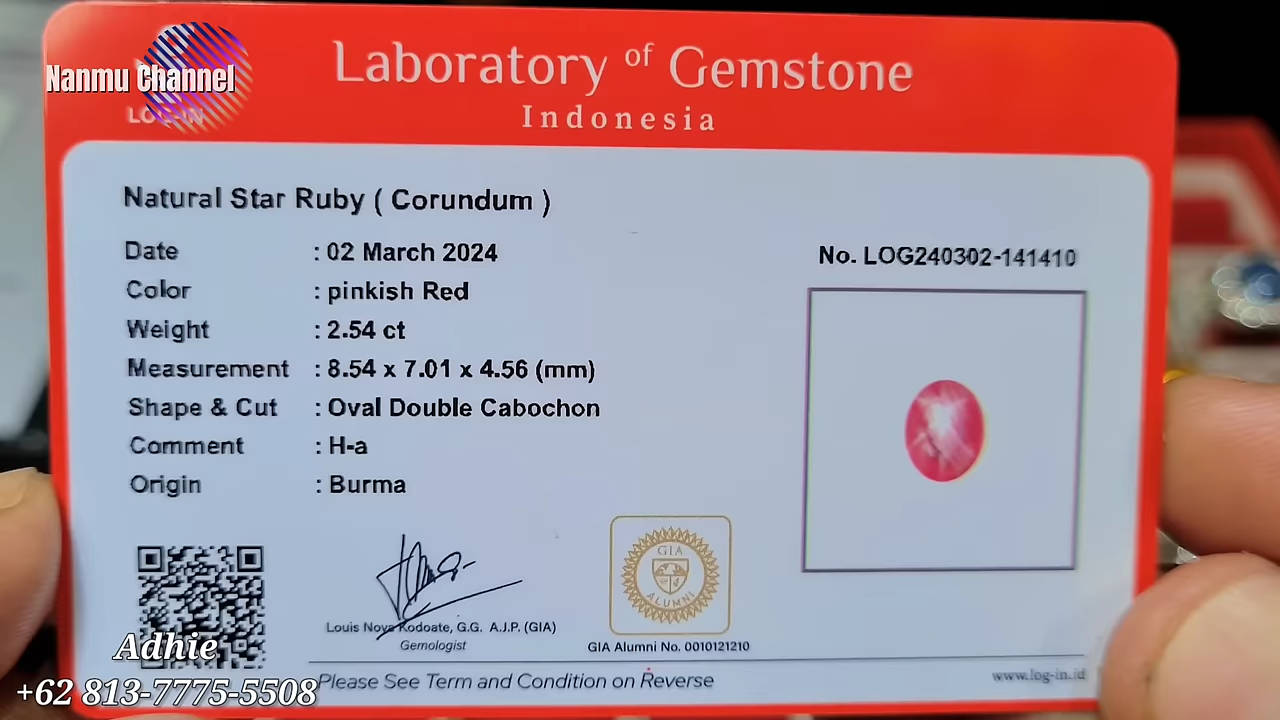 Nanmu Channel
LOG-IN
Laboratory of Gemstone
Indonesia
Natural Star Ruby ( Corundum )
Date : 02 March 2024
Color : pinkish Red
Weight : 2.54 ct
Measurement : 8.54 x 7.01 x 4.56 (mm)
Shape & Cut : Oval Double Cabochon
Comment : H-a
Origin : Burma
No. LOG240302-141410
GIA
ALUMNI
Louis Nova Kodoate, G.G. A.J.P. (GIA)
Gemologist
GIA Alumni No. 0010121210
Adhie
+62 813-7775-5508
Please See Term and Condition on Reverse
www.log-in.id